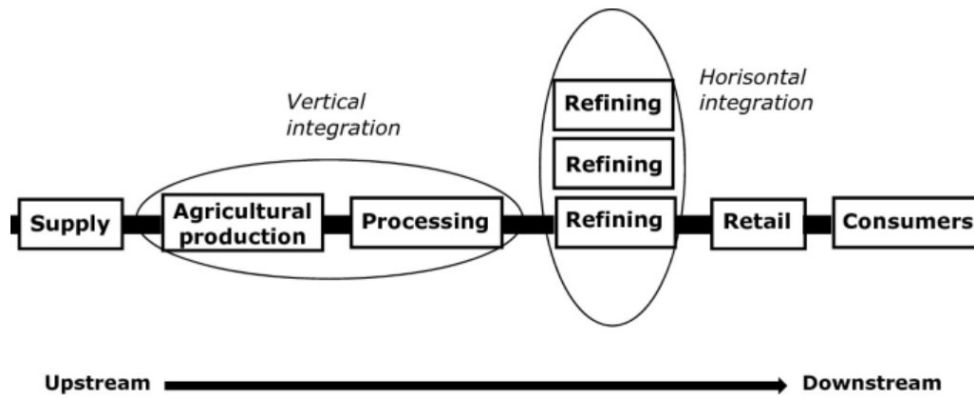 Vertical
integration
Horisontal
integration
Refining
Refining
Supply
Agricultural
production
Processing
Refining
Retail
Consumers
Upstream
Downstream